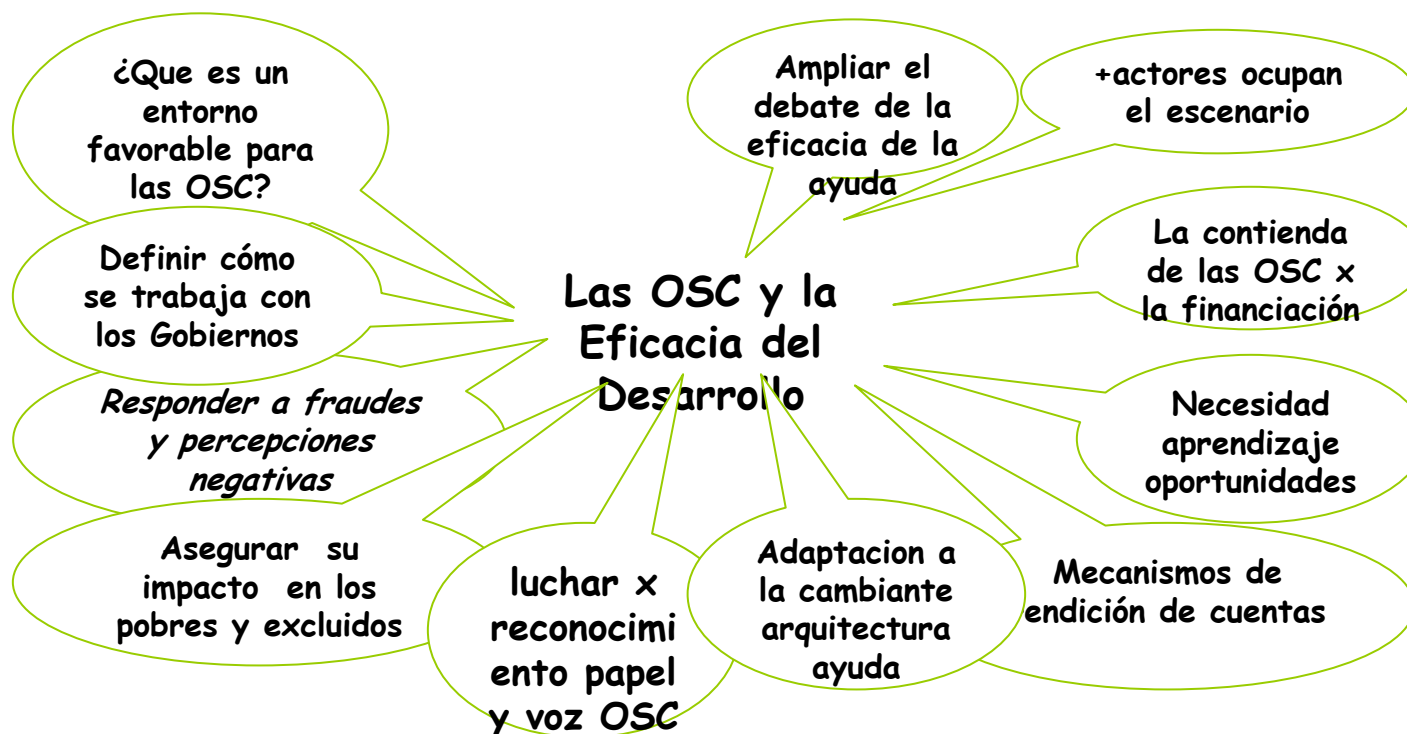 ¿Que es un
entorno
favorable para
las OSC?
Ampliar el
debate de la
eficacia de la
ayuda
+actores ocupan
el escenario
Definir cómo
se trabaja con
los Gobiernos
Las OSC y la
Eficacia del
Desarrollo
La contienda
de las OSC x
la financiación
Responder a fraudes
y percepciones
negativas
Necesidad
aprendizaje
oportunidades
Asegurar su
impacto en los
pobres y excluidos
luchar x
reconocimi
ento papel
y voz OSC
Adaptacion a
la cambiante
arquitectura
ayuda
Mecanismos de
endición de cuentas